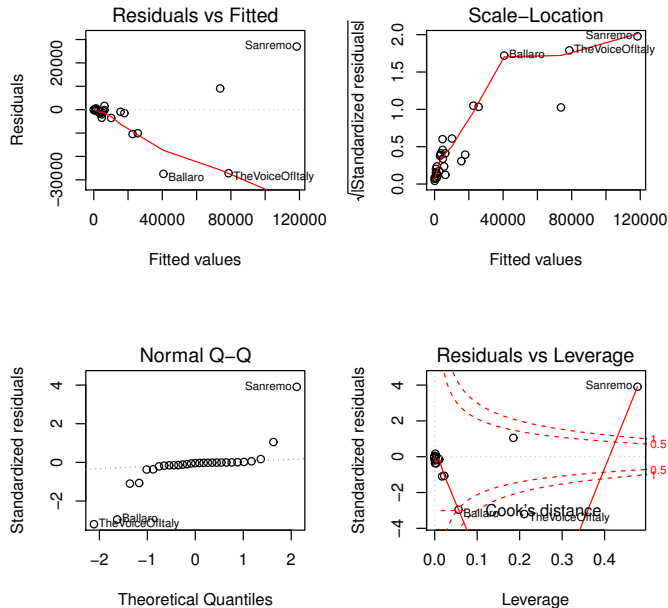 Residuals vs Fitted
Residuals
20000
0
−30000
Sanremo
Ballaro
TheVoiceOfItaly
0 40000 80000 120000
Fitted values
Scale−Location
√|Standardized residuals|
2.0
1.5
1.0
0.5
0.0
Sanremo
Ballaro
TheVoiceOfItaly
0 40000 80000 120000
Fitted values
Normal Q−Q
Standardized residuals
4
2
0
−2
Sanremo
Ballaro
TheVoiceOfItaly
−2 −1 0 1 2
Theoretical Quantiles
Residuals vs Leverage
Standardized residuals
4
2
0
−2
−4
Sanremo
1
0.5
0.5
1
Ballaro
Cook's distance
TheVoiceOfItaly
0.0 0.1 0.2 0.3 0.4
Leverage